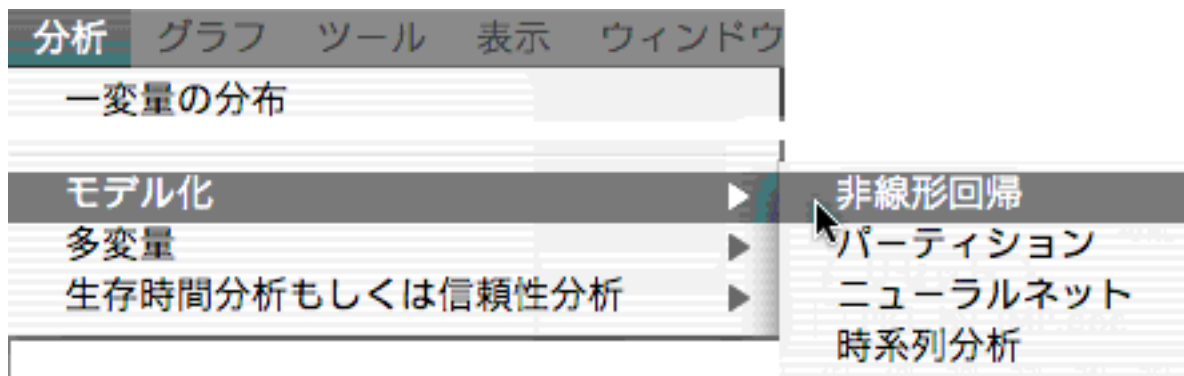 分析 グラフ ツール 表示 ウィンドウ
一変量の分布
モデル化
多変量
生存時間分析もしくは信頼性分析
非線形回帰
パーティション
ニューラルネット
時系列分析